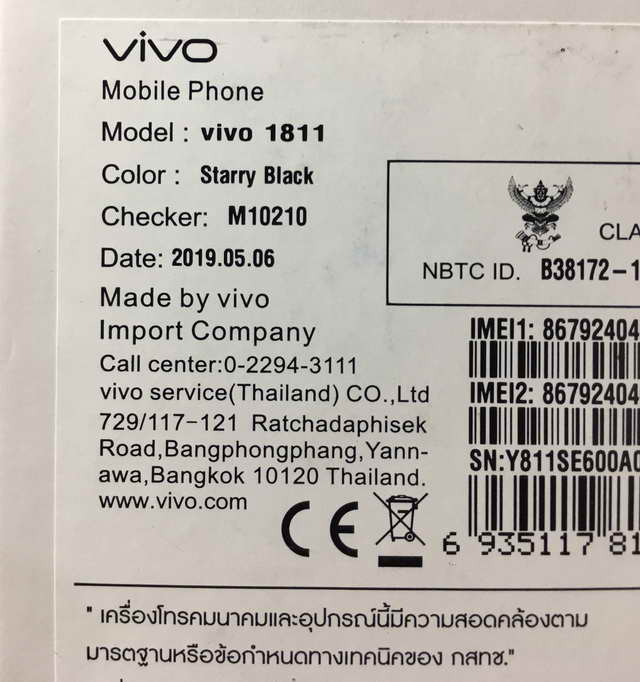 vivo
Mobile Phone
Model : vivo 1811
Color : Starry Black
Checker: M10210
Date: 2019.05.06
Made by vivo
Import Company
Call center:0-2294-3111
vivo service(Thailand) CO.,Ltd
729/117-121 Ratchadaphisek
Road,Bangphongphang,Yann-
awa,Bangkok 10120 Thailand.
www.vivo.com
CLA
NBTC ID. B38172-1
IMEI1: 86792404
IMEI2: 86792404
SN:Y811SE600A0
CE
6 935117 81
" เครื่องโทรคมนาคมและอุปกรณ์นี้มีความสอดคล้องตาม
มาตรฐานหรือข้อกำหนดทางเทคนิคของ กสทช."